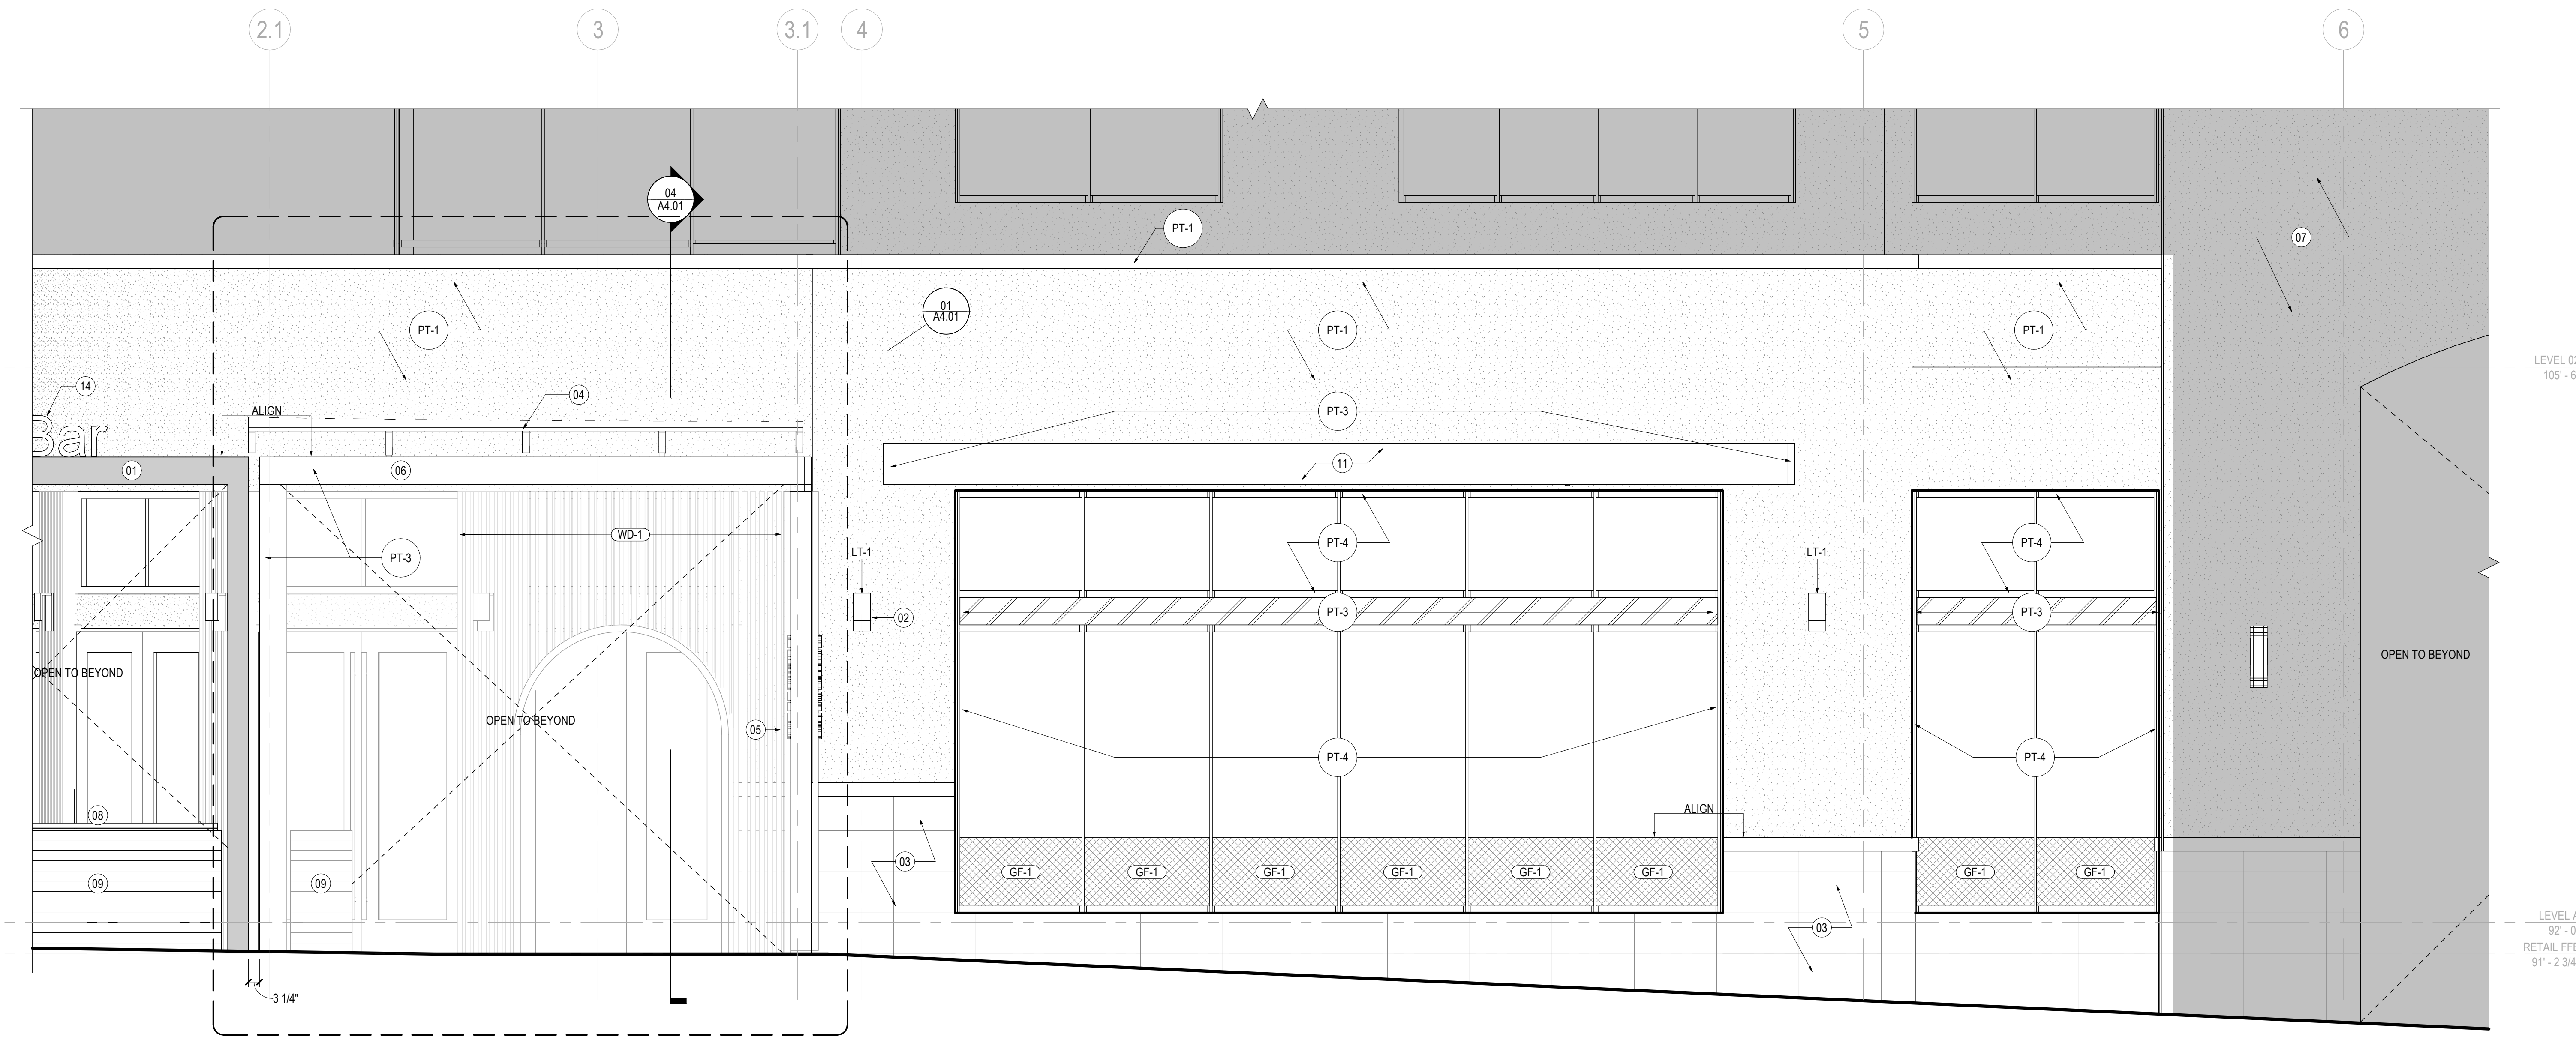 2.1
3
3.1
4
5
6
04
A4.01
PT-1
07
01
A4.01
PT-1
PT-1
PT-1
LEVEL 02
105' - 6
14
04
ALIGN
PT-3
Bar
01
06
11
WD-1
PT-4
PT-4
PT-3
LT-1
LT-1
02
PT-3
PT-3
OPEN TO BEYOND
OPEN TO BEYOND
OPEN TO BEYOND
05
PT-4
PT-4
08
ALIGN
03
GF-1
GF-1
GF-1
GF-1
GF-1
GF-1
GF-1
GF-1
09
09
03
LEVEL A
92' - 0
RETAIL FFE
91' - 2 3/4
3 1/4"